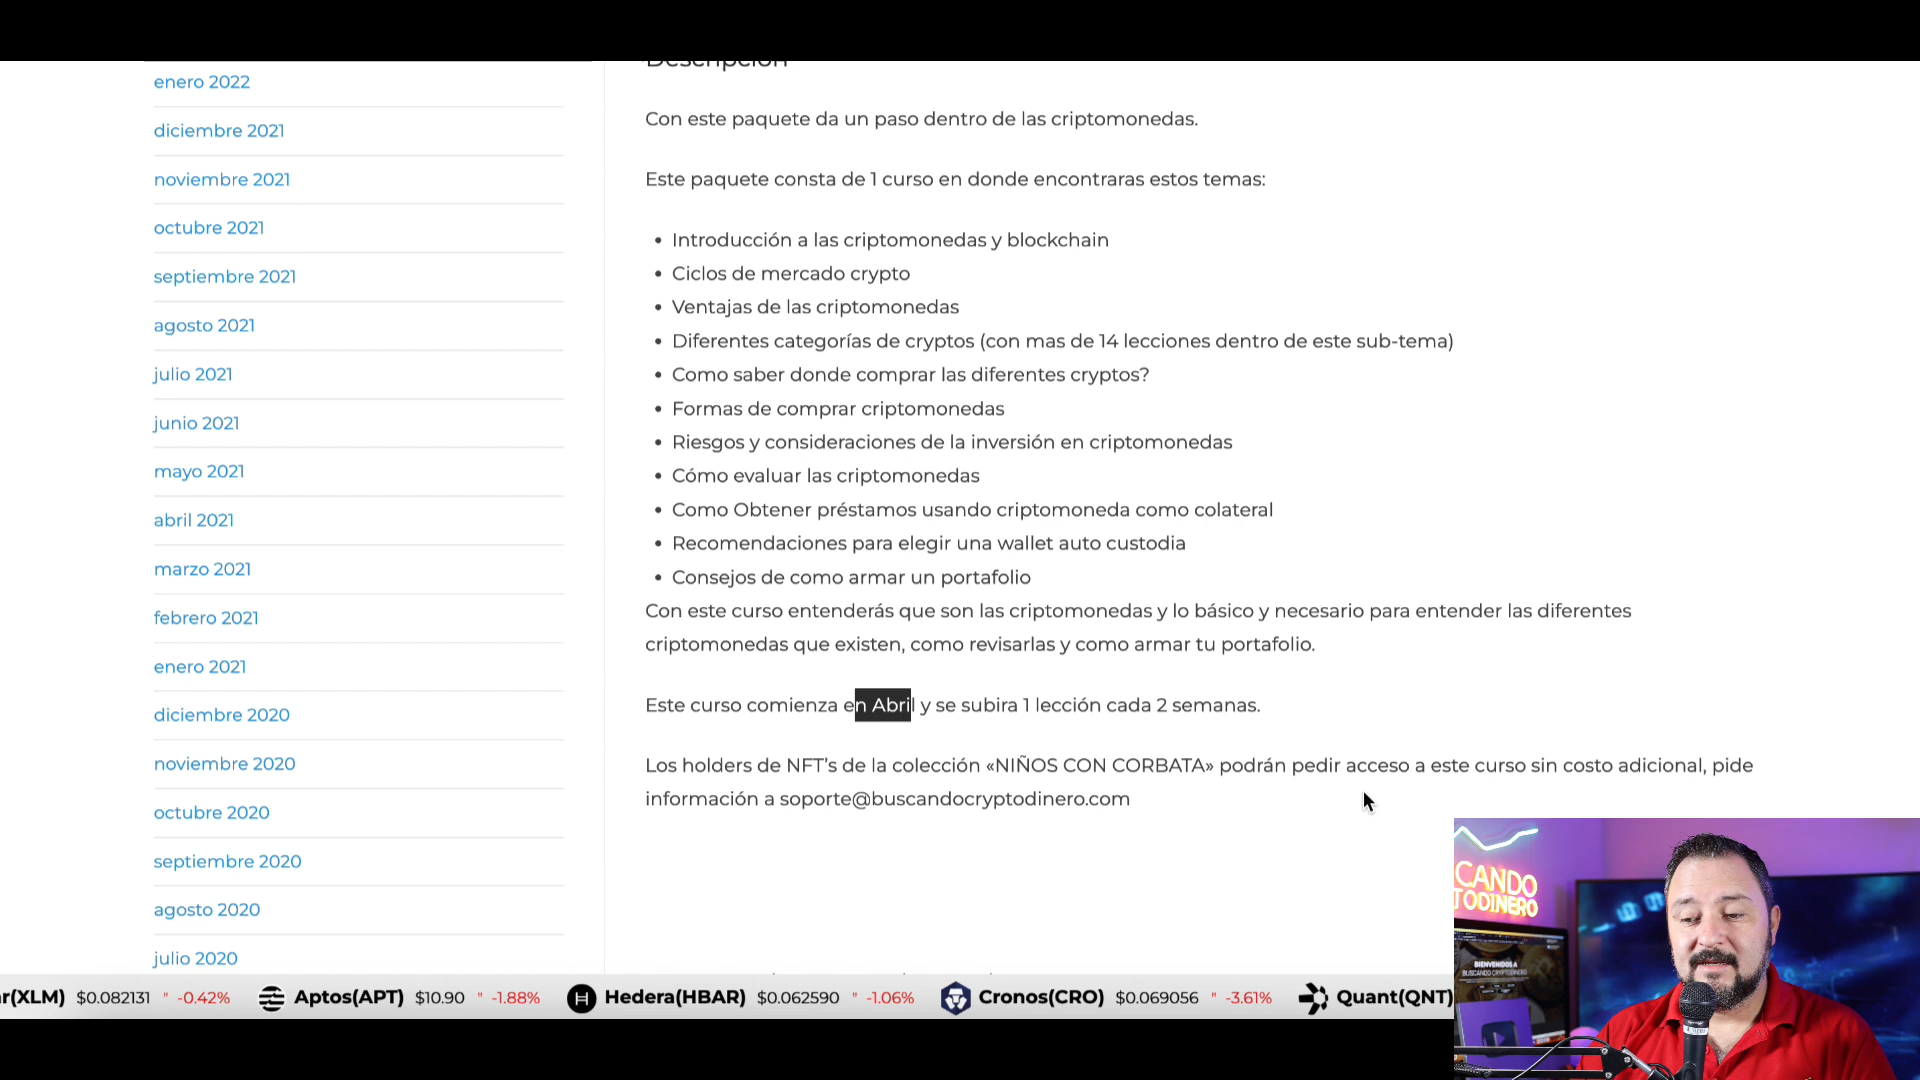 Descripción
enero 2022
diciembre 2021
noviembre 2021
octubre 2021
septiembre 2021
agosto 2021
julio 2021
junio 2021
mayo 2021
abril 2021
marzo 2021
febrero 2021
enero 2021
diciembre 2020
noviembre 2020
octubre 2020
septiembre 2020
agosto 2020
julio 2020
Con este paquete da un paso dentro de las criptomonedas.
Este paquete consta de 1 curso en donde encontraras estos temas:
• Introducción a las criptomonedas y blockchain
• Ciclos de mercado crypto
• Ventajas de las criptomonedas
• Diferentes categorías de cryptos (con mas de 14 lecciones dentro de este sub-tema)
• Como saber donde comprar las diferentes cryptos?
• Formas de comprar criptomonedas
• Riesgos y consideraciones de la inversión en criptomonedas
• Cómo evaluar las criptomonedas
• Como Obtener préstamos usando criptomoneda como colateral
• Recomendaciones para elegir una wallet auto custodia
• Consejos de como armar un portafolio
Con este curso entenderás que son las criptomonedas y lo básico y necesario para entender las diferentes
criptomonedas que existen, como revisarlas y como armar tu portafolio.
Este curso comienza en Abril y se subira 1 lección cada 2 semanas.
Los holders de NFT's de la colección «NIÑOS CON CORBATA» podrán pedir acceso a este curso sin costo adicional, pide
información a soporte@buscandocryptodinero.com
CANDO
TODINERO
BIENVENIDOS A
BUSCANDO CRYPTODINERO
r(XLM) $0.082131 " -0.42% Aptos(APT) $10.90 " -1.88% Hedera(HBAR) $0.062590 " -1.06% Cronos(CRO) $0.069056 " -3.61% Quant(QNT)